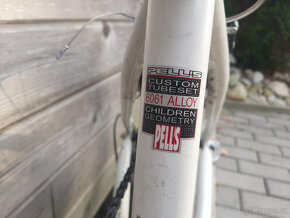 PELLS
CUSTOM
TUBESET
6061 ALLOY
CHILDREN
GEOMETRY
PELLS